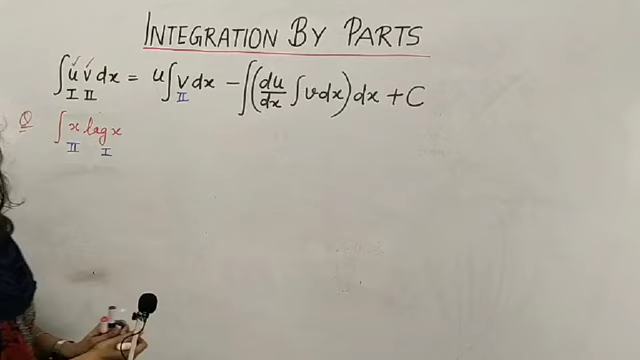 INTEGRATION BY PARTS
∫ u v dx = u ∫ v dx − ∫ (du/dx ∫ v dx) dx + C
I II II
Q ∫ x log x
II I